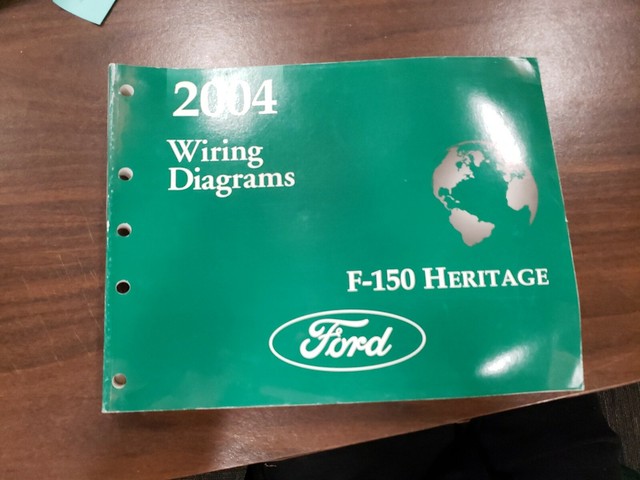 2004
Wiring
Diagrams
F-150 HERITAGE
Ford